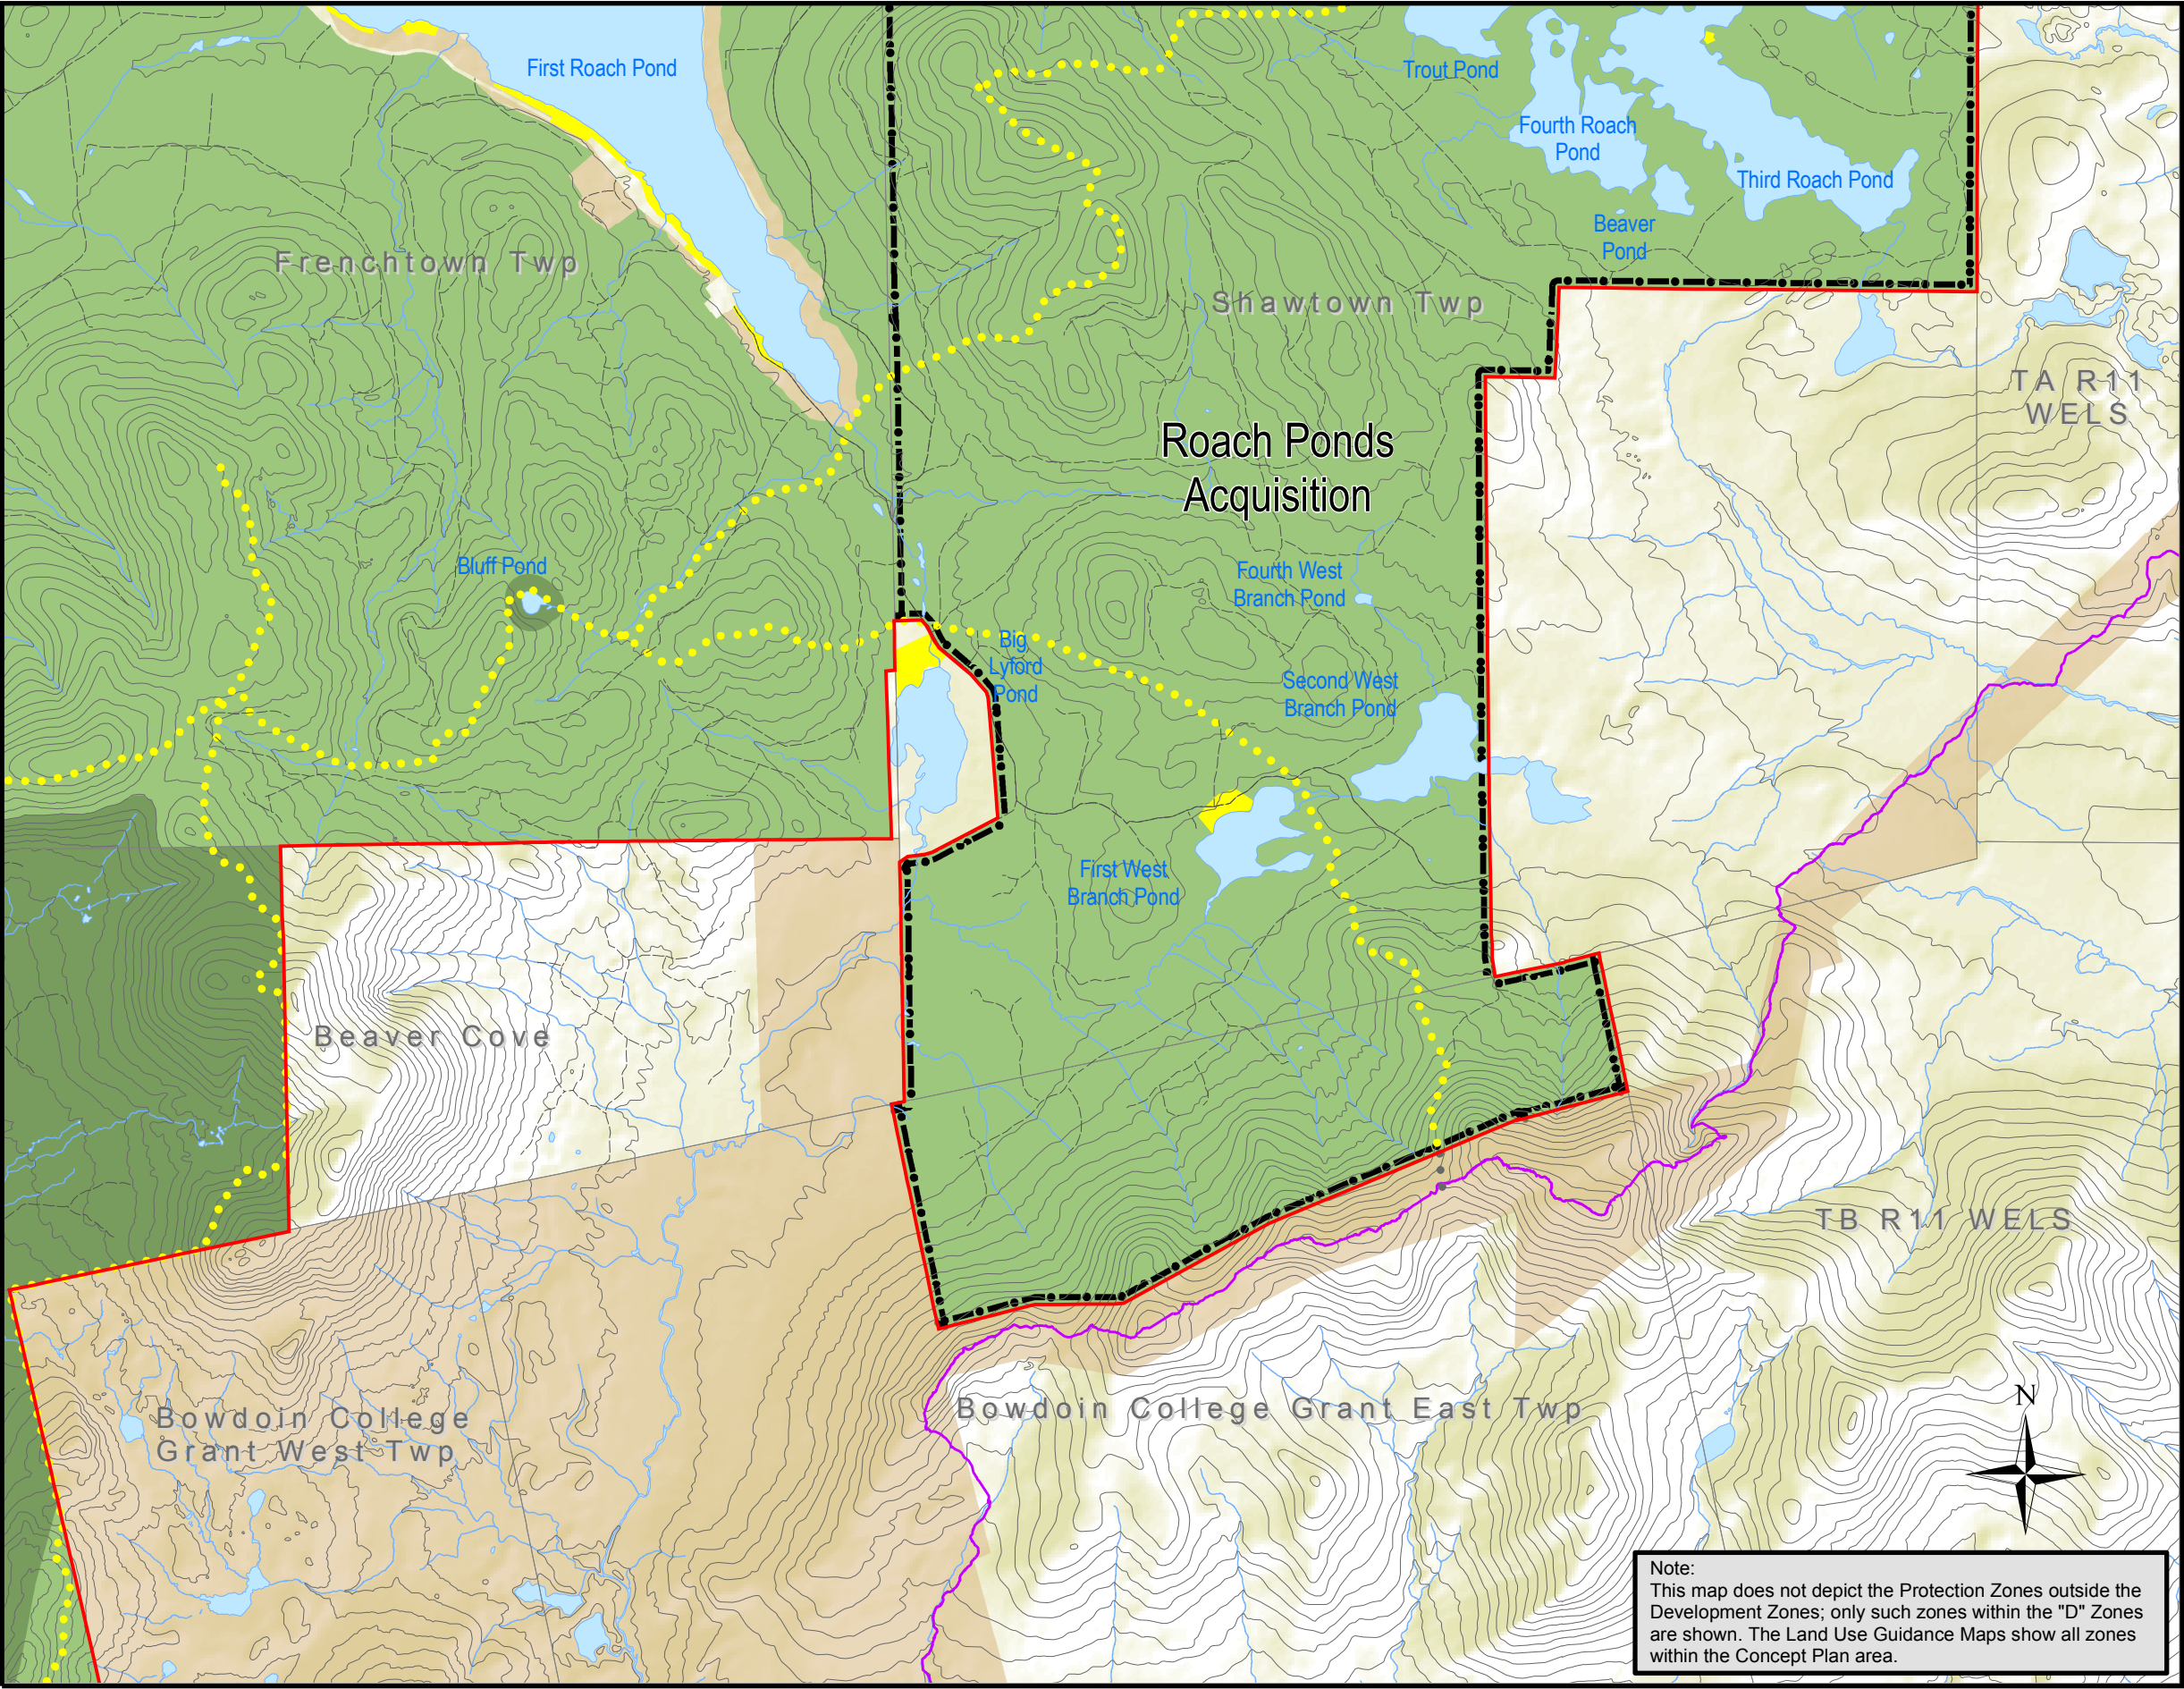 First Roach Pond
Trout Pond
Fourth Roach
Pond
Third Roach Pond
Beaver
Pond
Frenchtown Twp
Shawtown Twp
TA R11
WELS
Roach Ponds
Acquisition
Bluff Pond
Fourth West
Branch Pond
Big
Lyford
Pond
Second West
Branch Pond
First West
Branch Pond
Beaver Cove
TB R11 WELS
Bowdoin College
Grant West Twp
Bowdoin College Grant East Twp
N
Note:
This map does not depict the Protection Zones outside the
Development Zones; only such zones within the "D" Zones
are shown. The Land Use Guidance Maps show all zones
within the Concept Plan area.